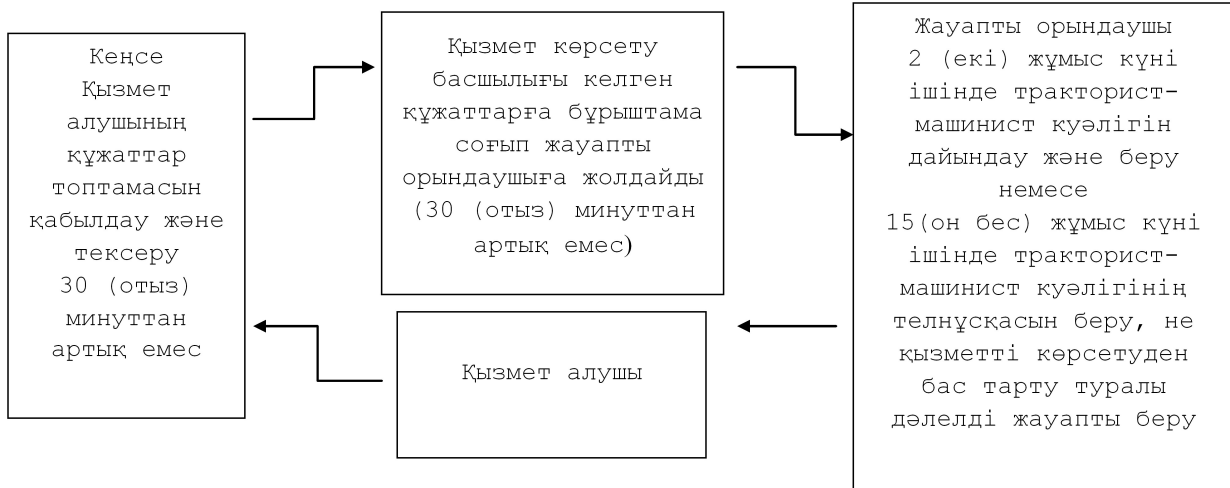 Кеңсе
Қызмет
алушының
құжаттар
топтамасын
қабылдау және
тексеру
30 (отыз)
минуттан
артық емес
Қызмет көрсету
басшылығы келген
құжаттарға бұрыштама
соғып жауапты
орындаушыға жолдайды
(30 (отыз) минуттан
артық емес)
Жауапты орындаушы
2 (екі) жұмыс күні
ішінде тракторист-
машинист куәлігін
дайындау және беру
немесе
15(он бес) жұмыс күні
ішінде тракторист-
машинист куәлігінің
телнұсқасын беру, не
қызметті көрсетуден
бас тарту туралы
дәлелді жауапты беру
Қызмет алушы